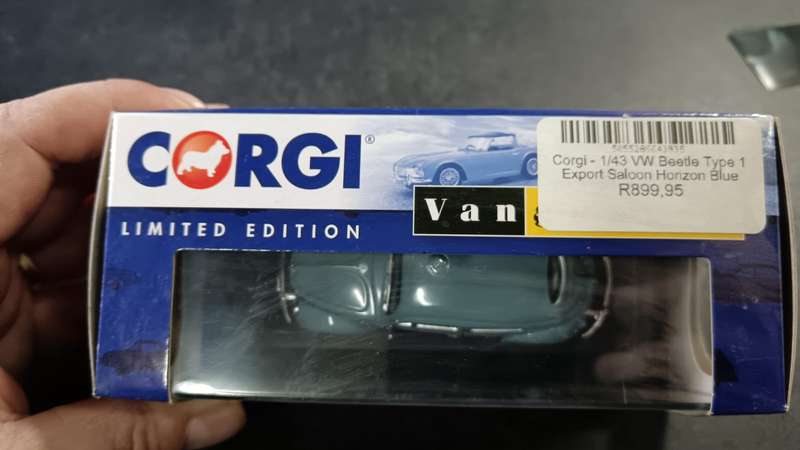 CORGI®
LIMITED EDITION
Van
Corgi - 1/43 VW Beetle Type 1
Export Saloon Horizon Blue
R899,95